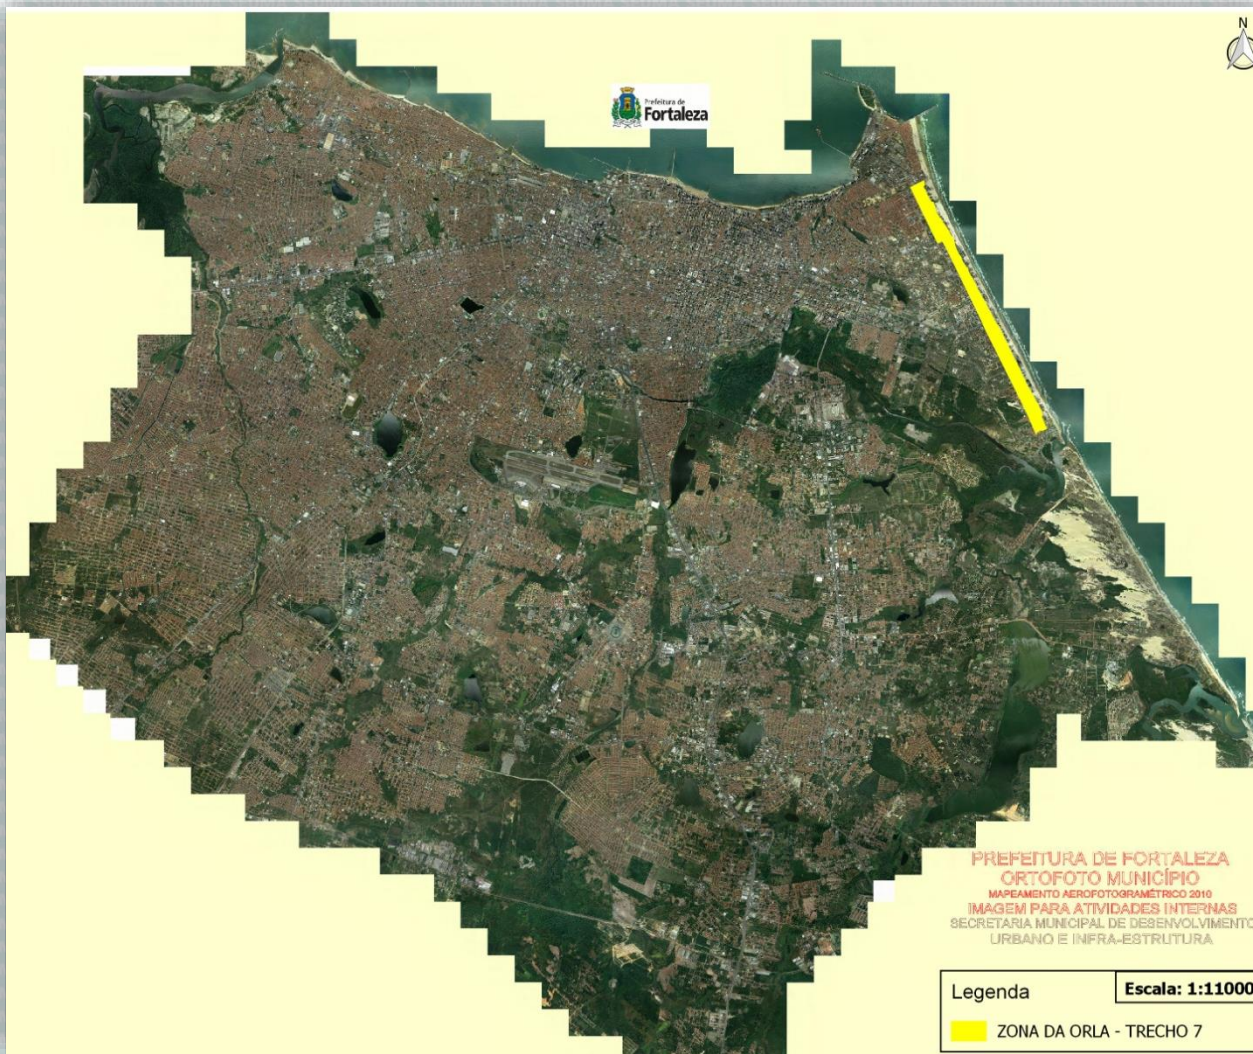 N
Prefeitura de
Fortaleza
PREFEITURA DE FORTALEZA
ORTOFOTO MUNICÍPIO
MAPEAMENTO AEROFOTOGRAMÉTRICO 2010
IMAGEM PARA ATIVIDADES INTERNAS
SECRETARIA MUNICIPAL DE DESENVOLVIMENTO
URBANO E INFRA-ESTRUTURA
Legenda
Escala: 1:11000
ZONA DA ORLA - TRECHO 7